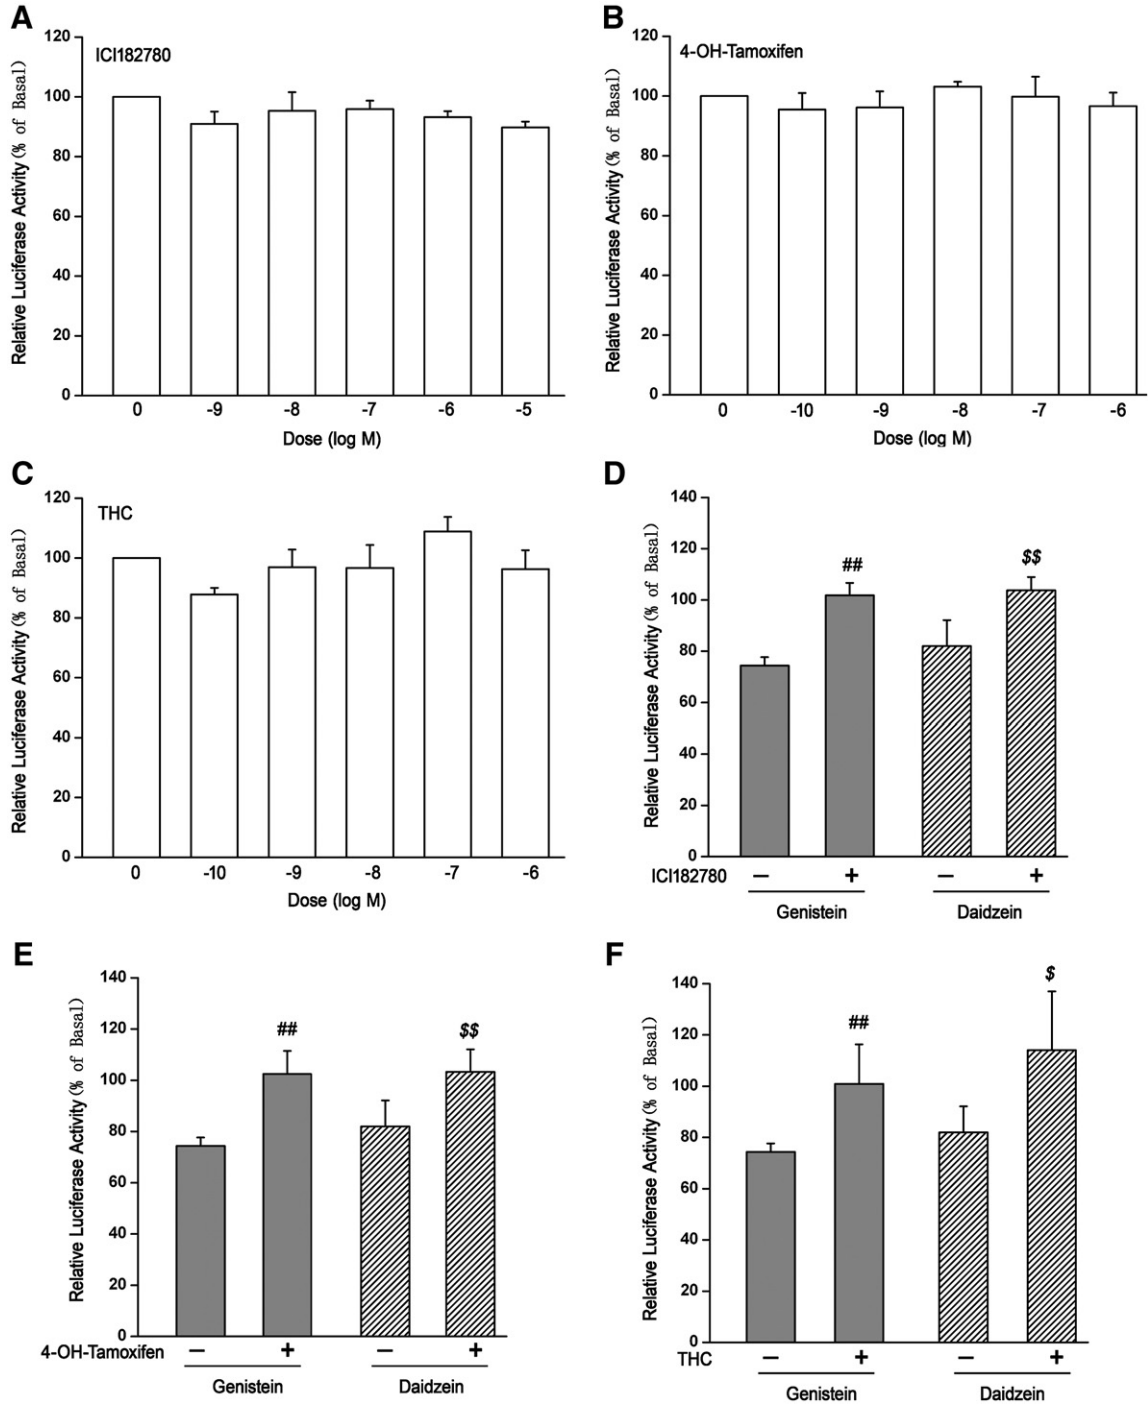 A
ICI182780
Relative Luciferase Activity (% of Basal)
120
100
80
60
40
20
0
0 -9 -8 -7 -6 -5
Dose (log M)
B
4-OH-Tamoxifen
Relative Luciferase Activity (% of Basal)
120
100
80
60
40
20
0
0 -10 -9 -8 -7 -6
Dose (log M)
C
THC
Relative Luciferase Activity (% of Basal)
120
100
80
60
40
20
0
0 -10 -9 -8 -7 -6
Dose (log M)
D
Relative Luciferase Activity (% of Basal)
140
120
100
80
60
40
20
0
## $$
ICI182780 – + – +
Genistein Daidzein
E
Relative Luciferase Activity (% of Basal)
140
120
100
80
60
40
20
0
## $$
4-OH-Tamoxifen – + – +
Genistein Daidzein
F
Relative Luciferase Activity (% of Basal)
140
120
100
80
60
40
20
0
## $
THC – + – +
Genistein Daidzein